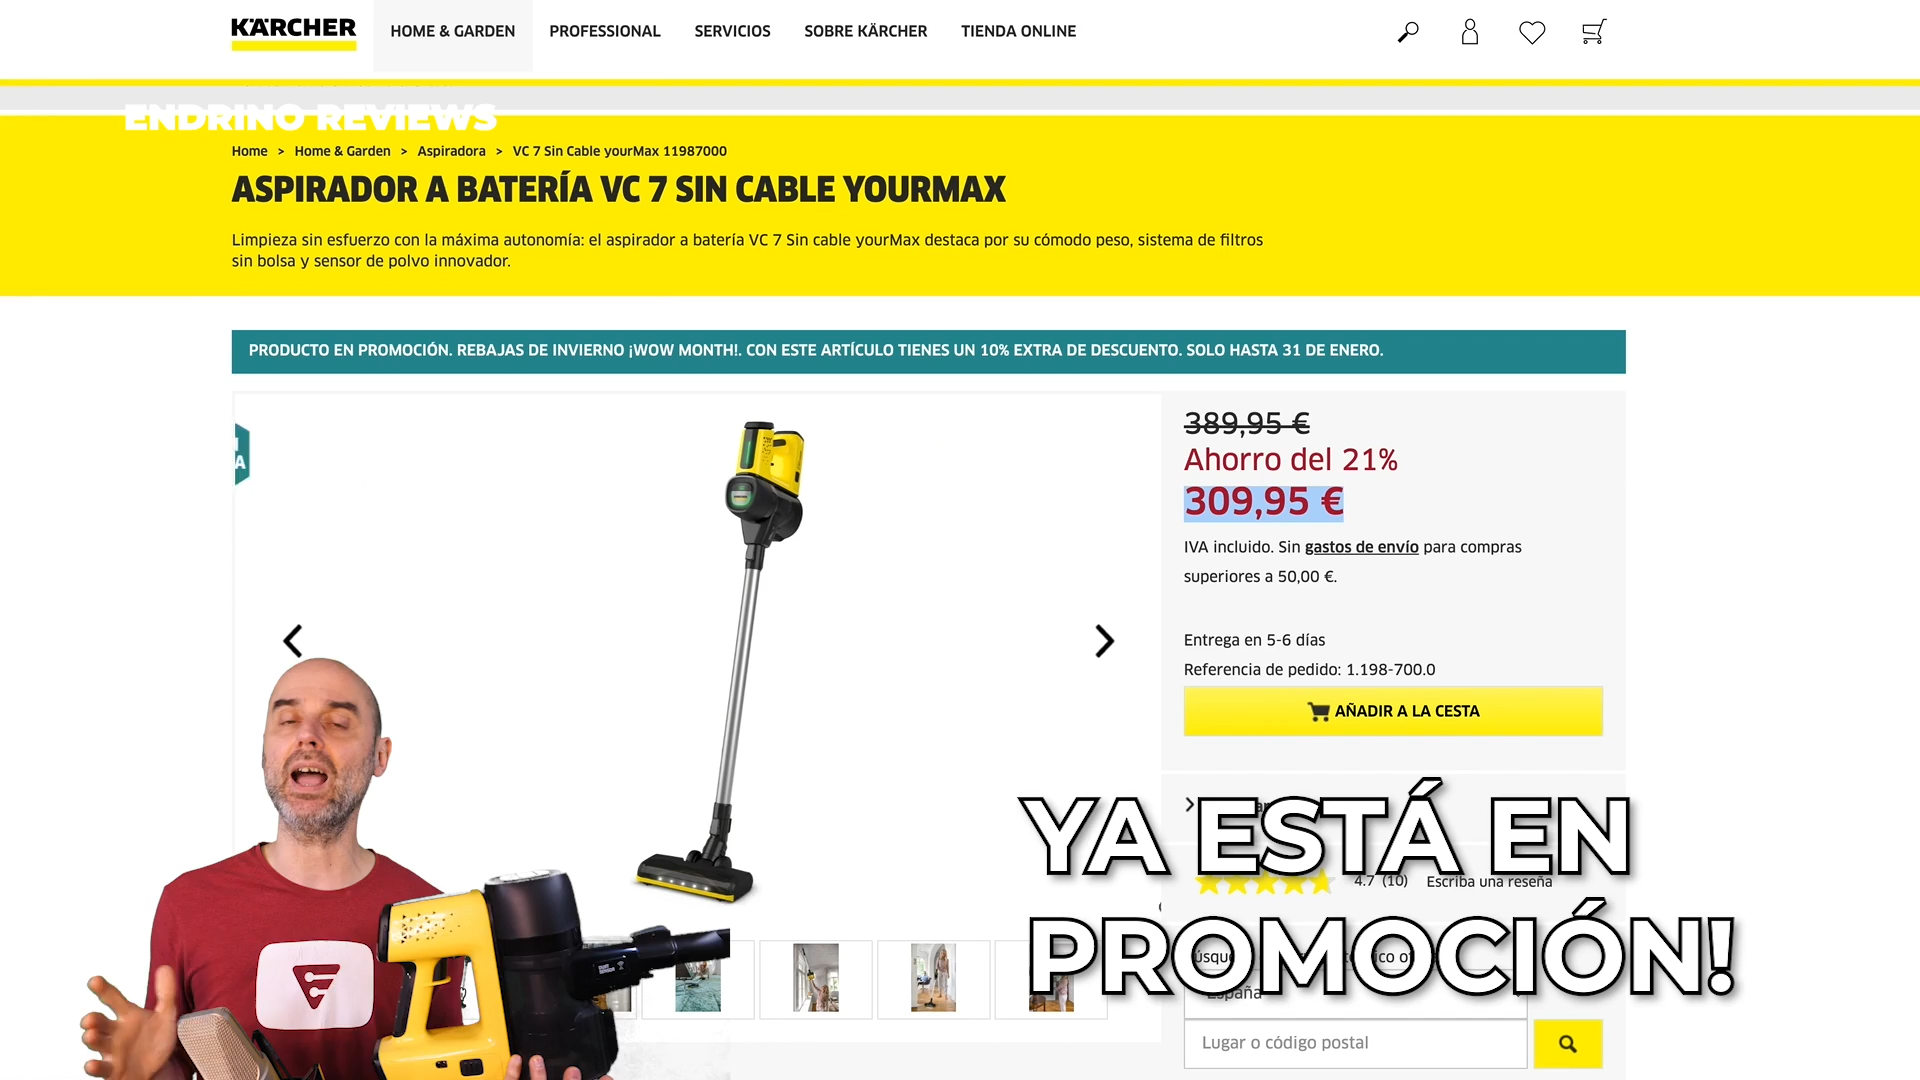 KÄRCHER
HOME & GARDEN
PROFESSIONAL
SERVICIOS
SOBRE KÄRCHER
TIENDA ONLINE
ENDRINO REVIEWS
Home > Home & Garden > Aspiradora > VC 7 Sin Cable yourMax 11987000
ASPIRADOR A BATERÍA VC 7 SIN CABLE YOURMAX
Limpieza sin esfuerzo con la máxima autonomía: el aspirador a batería VC 7 Sin cable yourMax destaca por su cómodo peso, sistema de filtros
sin bolsa y sensor de polvo innovador.
PRODUCTO EN PROMOCIÓN. REBAJAS DE INVIERNO ¡WOW MONTH!. CON ESTE ARTÍCULO TIENES UN 10% EXTRA DE DESCUENTO. SOLO HASTA 31 DE ENERO.
389,95 €
Ahorro del 21%
309,95 €
IVA incluido. Sin gastos de envío para compras
superiores a 50,00 €.
Entrega en 5-6 días
Referencia de pedido: 1.198-700.0
AÑADIR A LA CESTA
YA ESTÁ EN
4.7 (10) Escriba una reseña
PROMOCIÓN!
España
Lugar o código postal